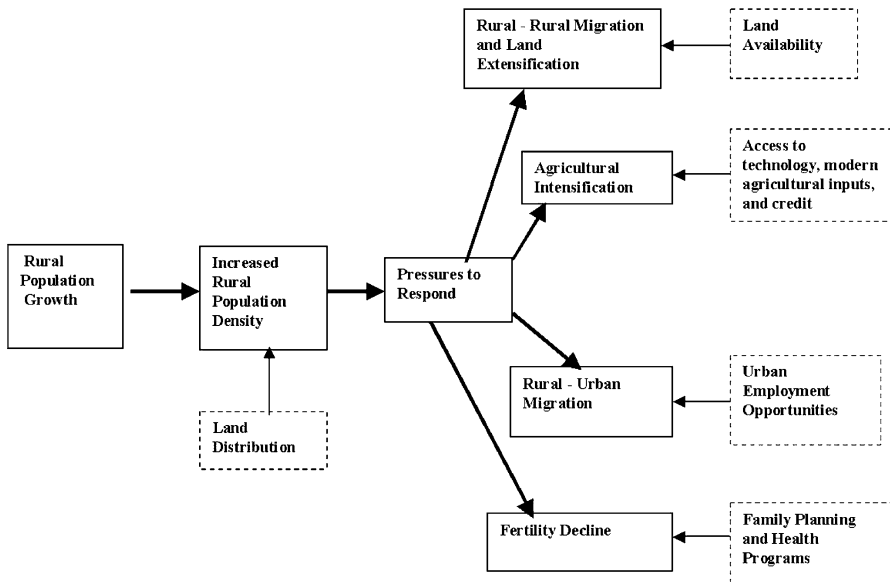 Rural - Rural Migration
and Land
Extensification
Land
Availability
Agricultural
Intensification
Access to
technology, modern
agricultural inputs,
and credit
Rural
Population
Growth
Increased
Rural
Population
Density
Pressures to
Respond
Land
Distribution
Rural - Urban
Migration
Urban
Employment
Opportunities
Fertility Decline
Family Planning
and Health
Programs